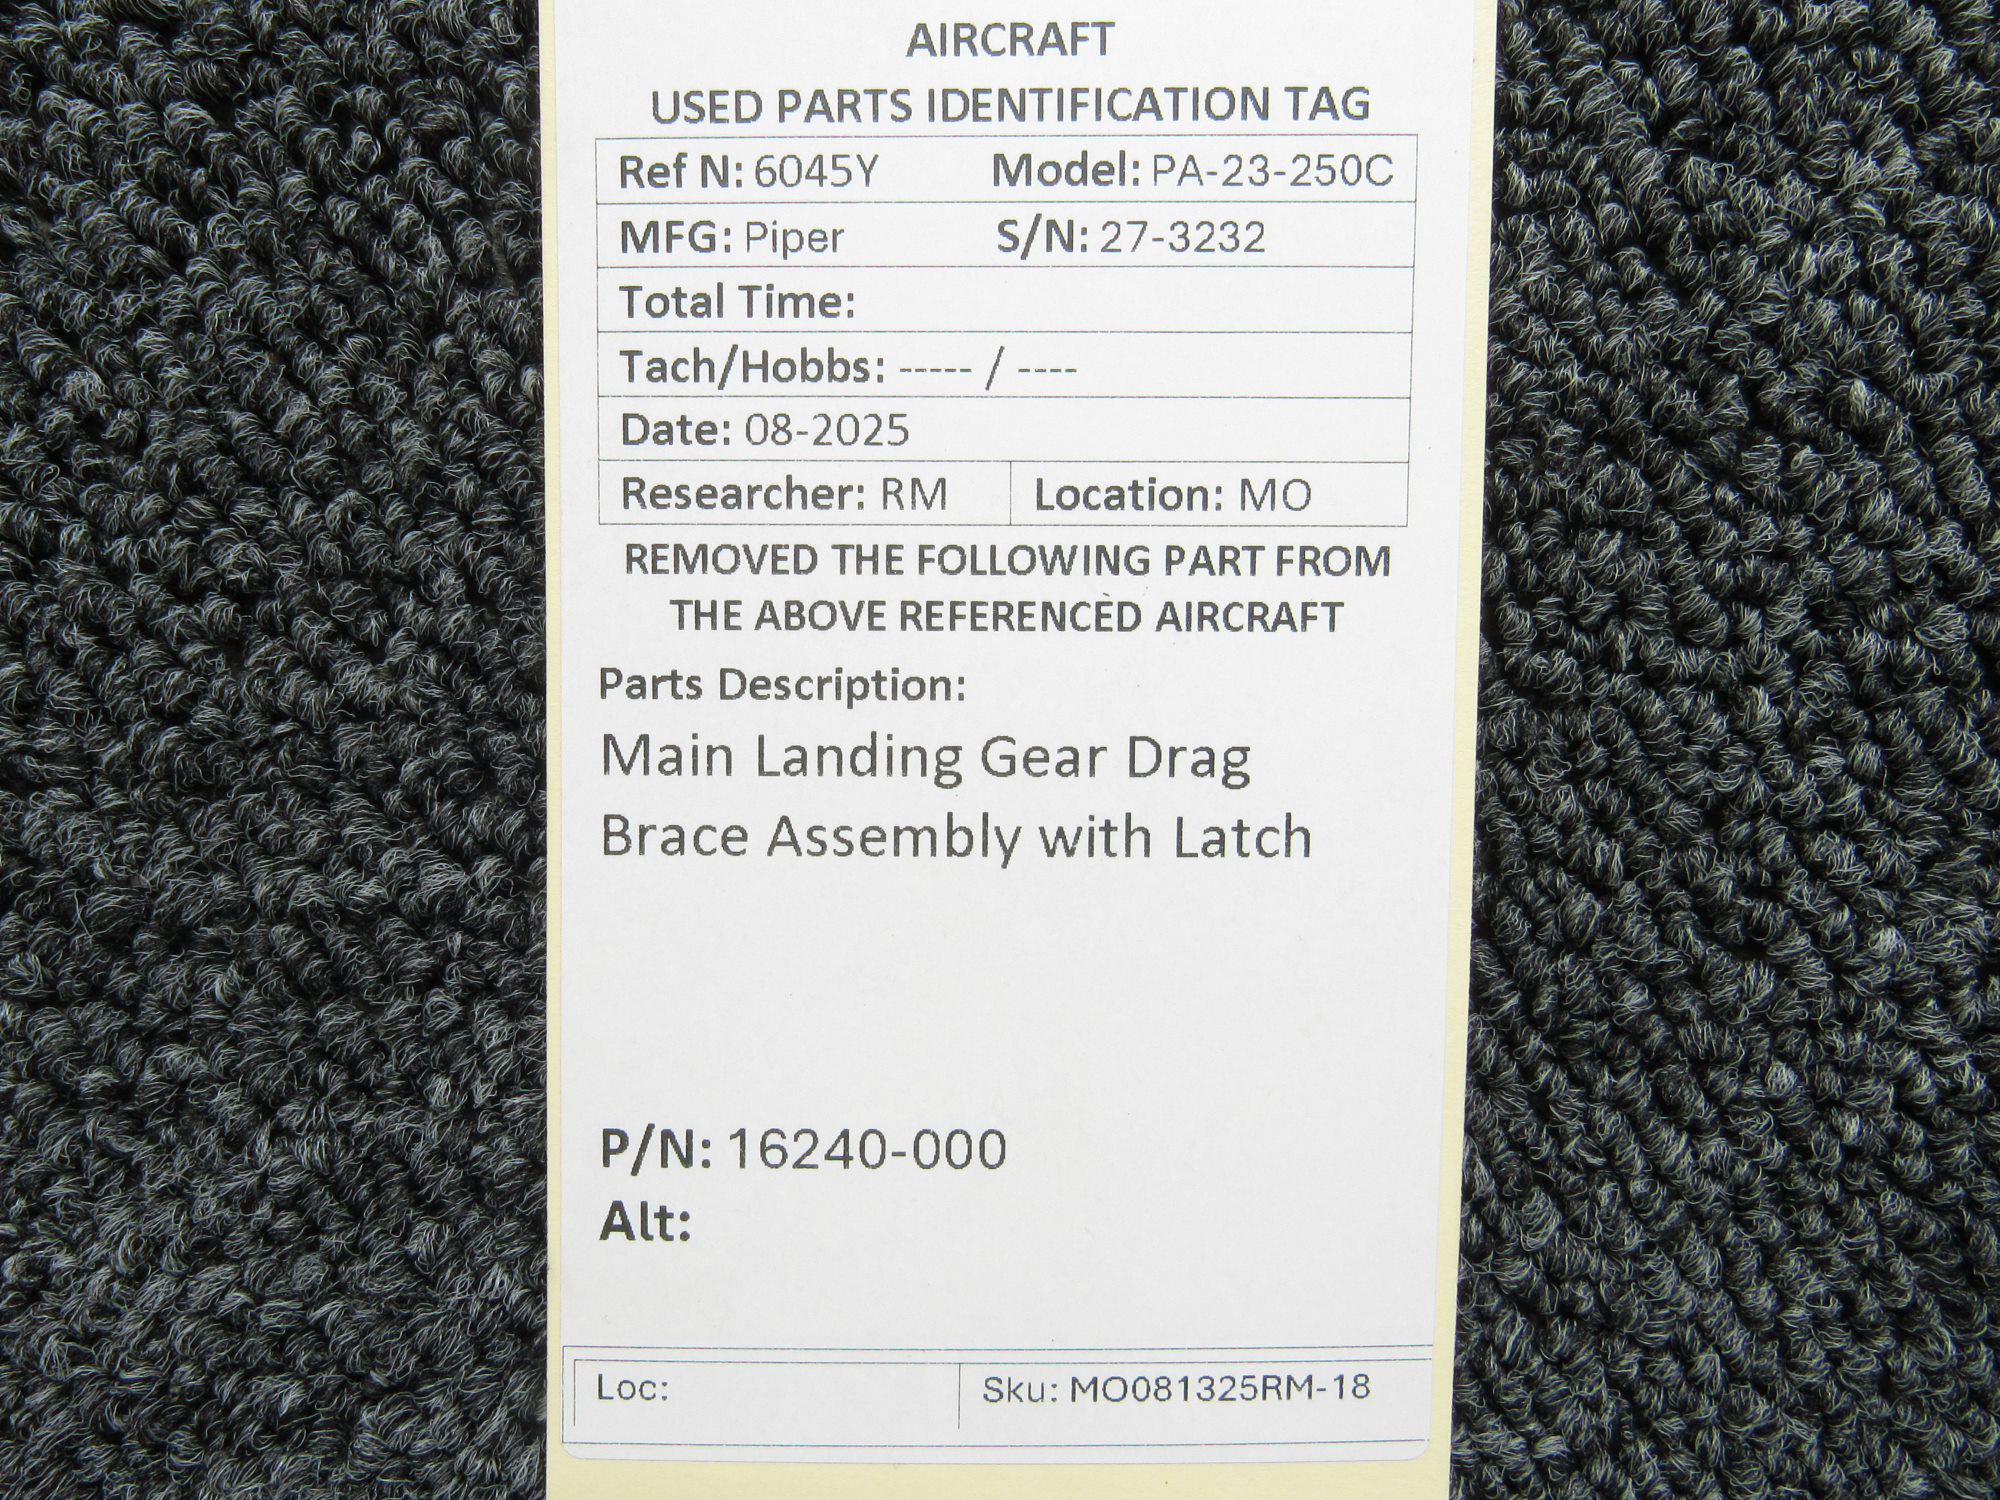 AIRCRAFT
USED PARTS IDENTIFICATION TAG
Ref N: 6045Y Model: PA-23-250C
MFG: Piper S/N: 27-3232
Total Time:
Tach/Hobbs: ----- / ----
Date: 08-2025
Researcher: RM Location: MO
REMOVED THE FOLLOWING PART FROM
THE ABOVE REFERENCED AIRCRAFT
Parts Description:
Main Landing Gear Drag
Brace Assembly with Latch
P/N: 16240-000
Alt:
Loc: Sku: MO081325RM-18